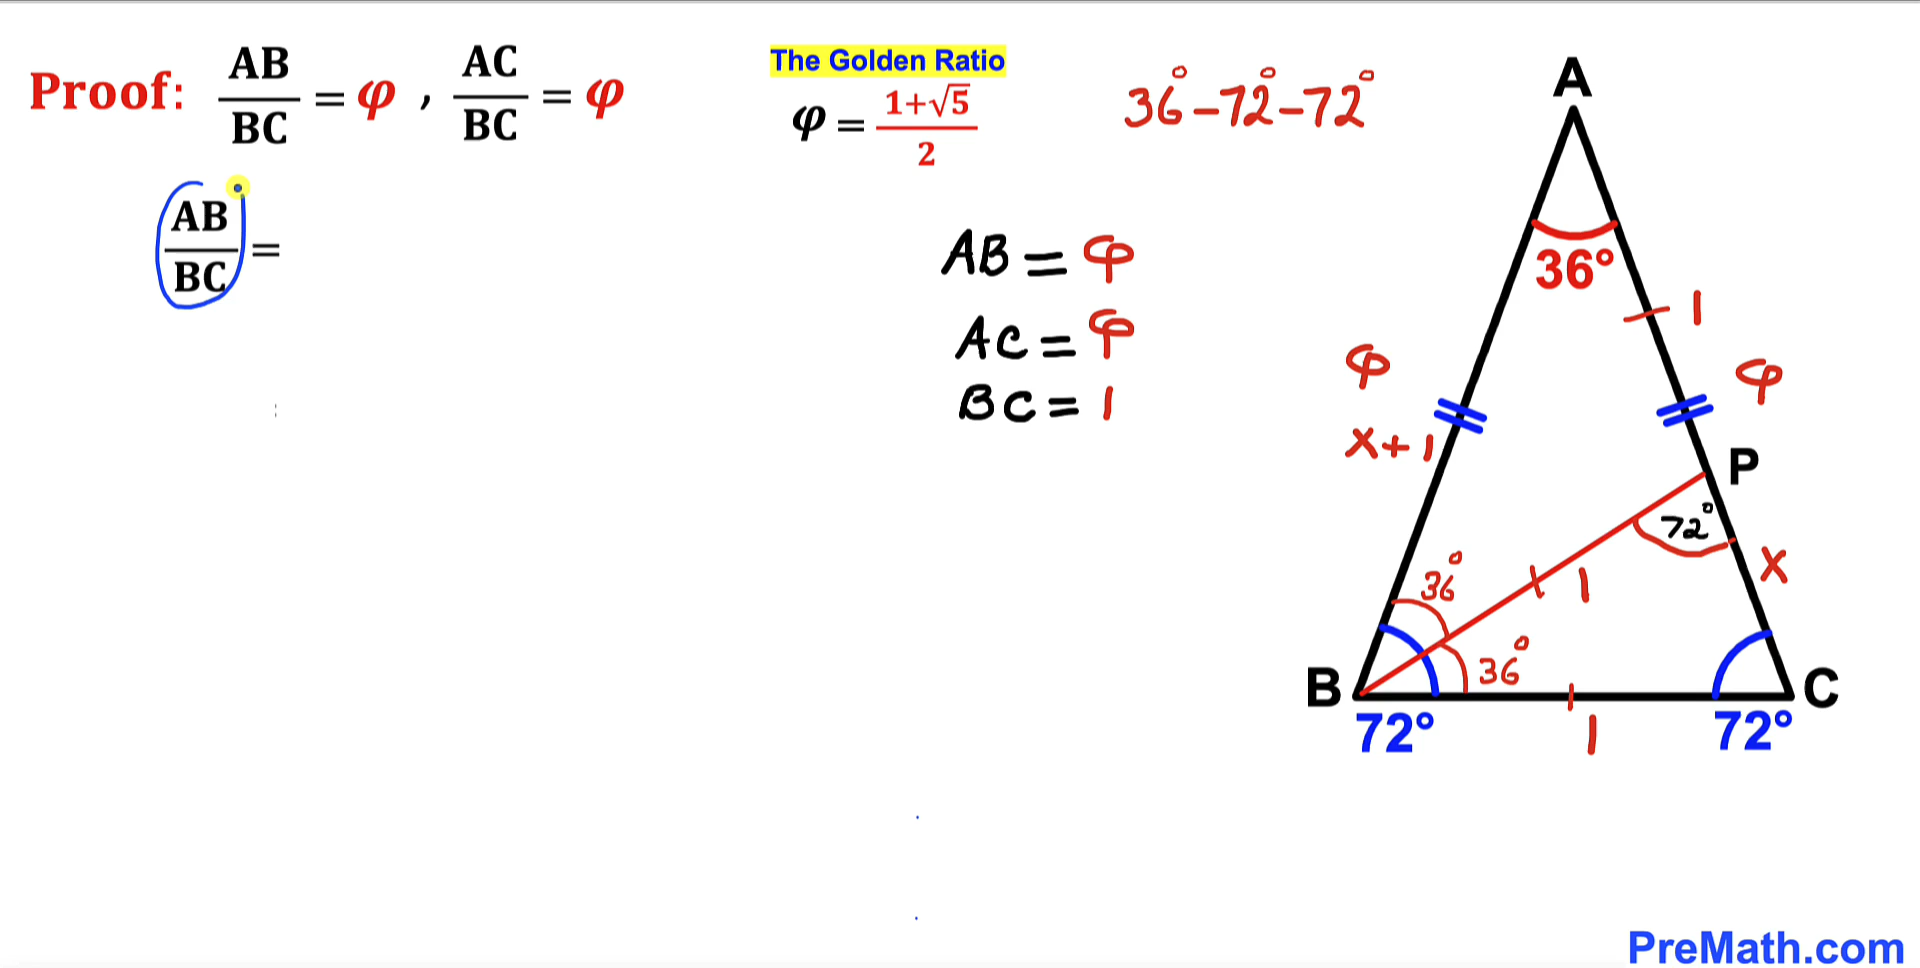 Proof: AB/BC = φ , AC/BC = φ
The Golden Ratio
φ = 1+√5/2
36°-72°-72°
AB/BC =
AB = φ
AC = φ
BC = 1
A
36°
1
φ
φ
x+1
P
72°
x
36°
1
36°
B
C
72°
1
72°
PreMath.com